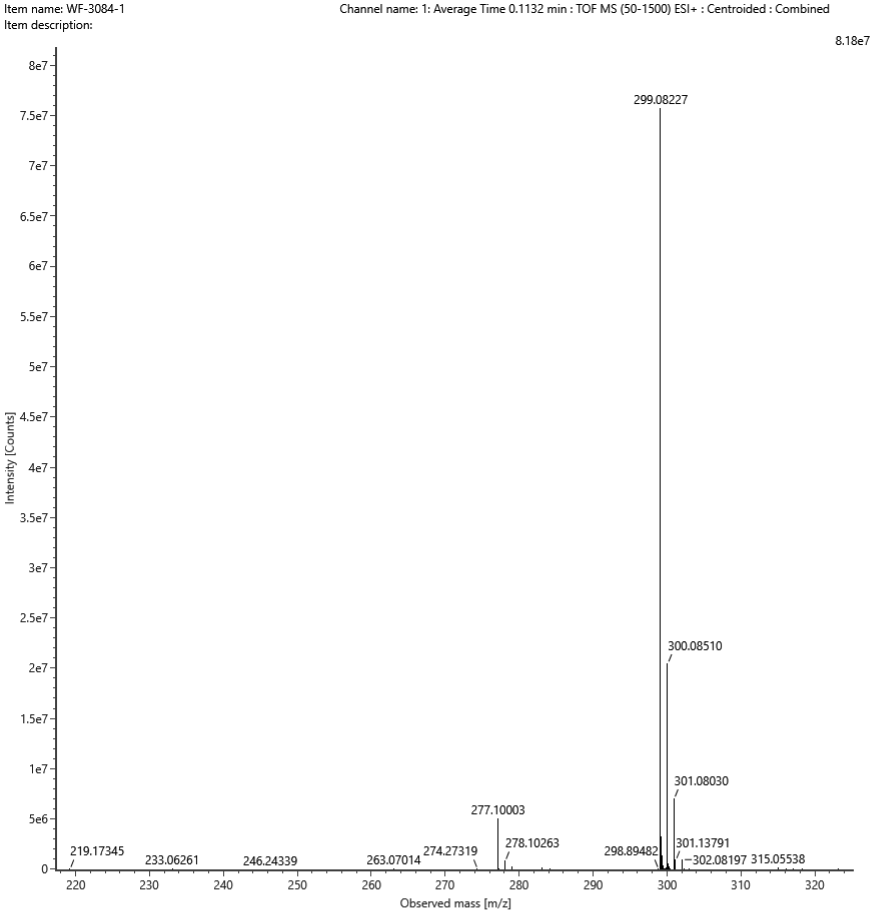 Item name: WF-3084-1
Channel name: 1: Average Time 0.1132 min : TOF MS (50-1500) ESI+ : Centroided : Combined
Item description:
8.18e7
8e7
299.08227
7.5e7
7e7
6.5e7
6e7
5.5e7
5e7
Intensity [Counts]
4.5e7
4e7
3.5e7
3e7
2.5e7
300.08510
2e7
1.5e7
301.08030
1e7
277.10003
5e6
278.10263
301.13791
219.17345
274.27319
298.89482
233.06261
246.24339
263.07014
302.08197
315.05538
0
220
230
240
250
260
270
280
290
300
310
320
Observed mass [m/z]